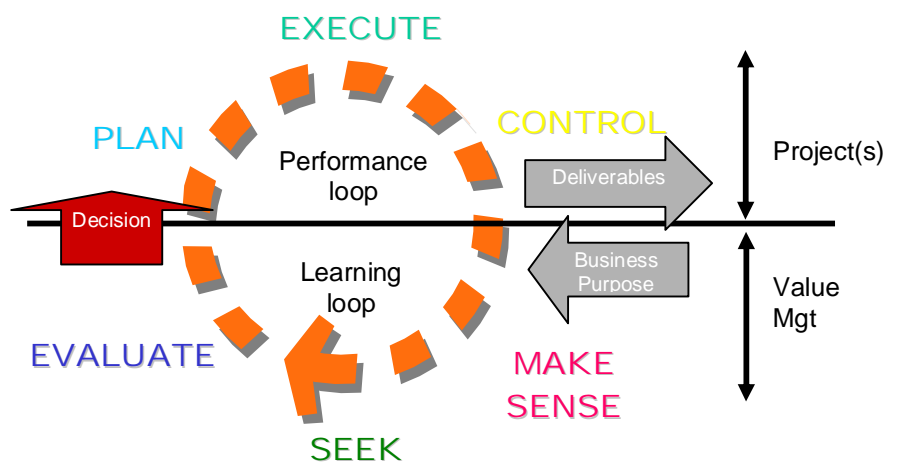 EXECUTE
PLAN
CONTROL
Performance
loop
Deliverables
Project(s)
Decision
Learning
loop
Business
Purpose
Value
Mgt
EVALUATE
MAKE
SENSE
SEEK